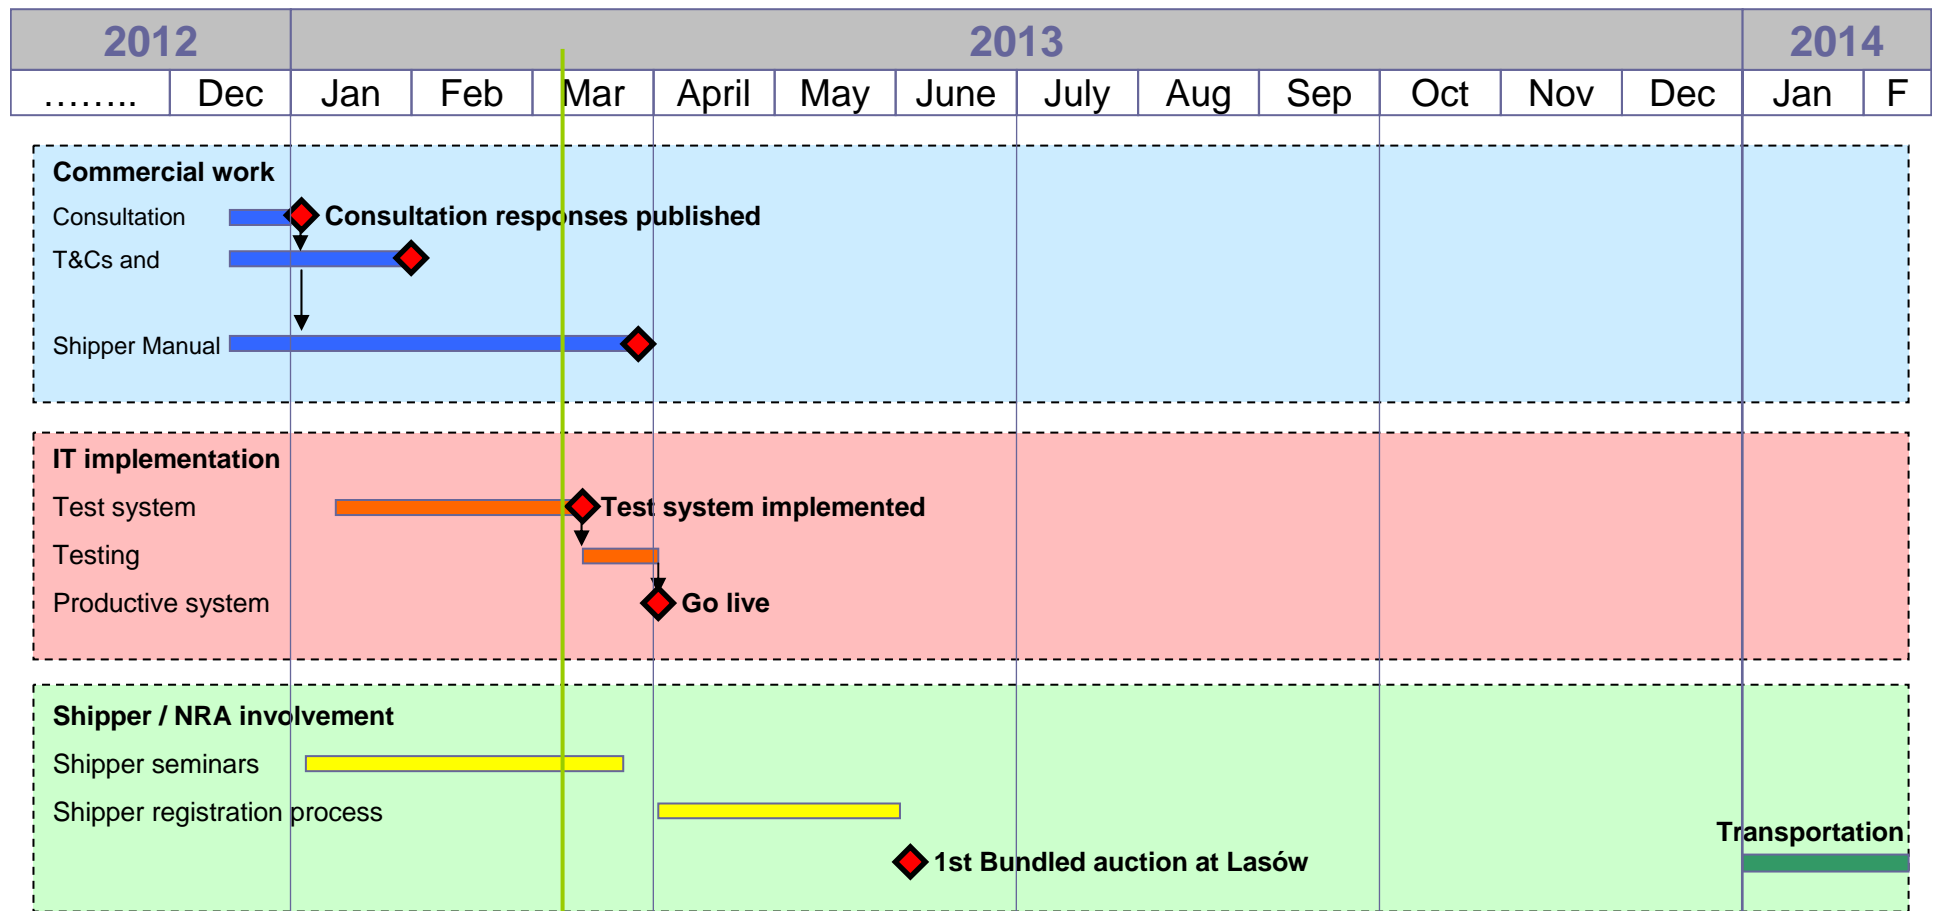 2012 2013 2014
…….. Dec Jan Feb Mar April May June July Aug Sep Oct Nov Dec Jan F
Commercial work
Consultation Consultation responses published
T&Cs and
Shipper Manual
IT implementation
Test system Test system implemented
Testing
Productive system Go live
Shipper / NRA involvement
Shipper seminars
Shipper registration process
Transportation
1st Bundled auction at Lasów